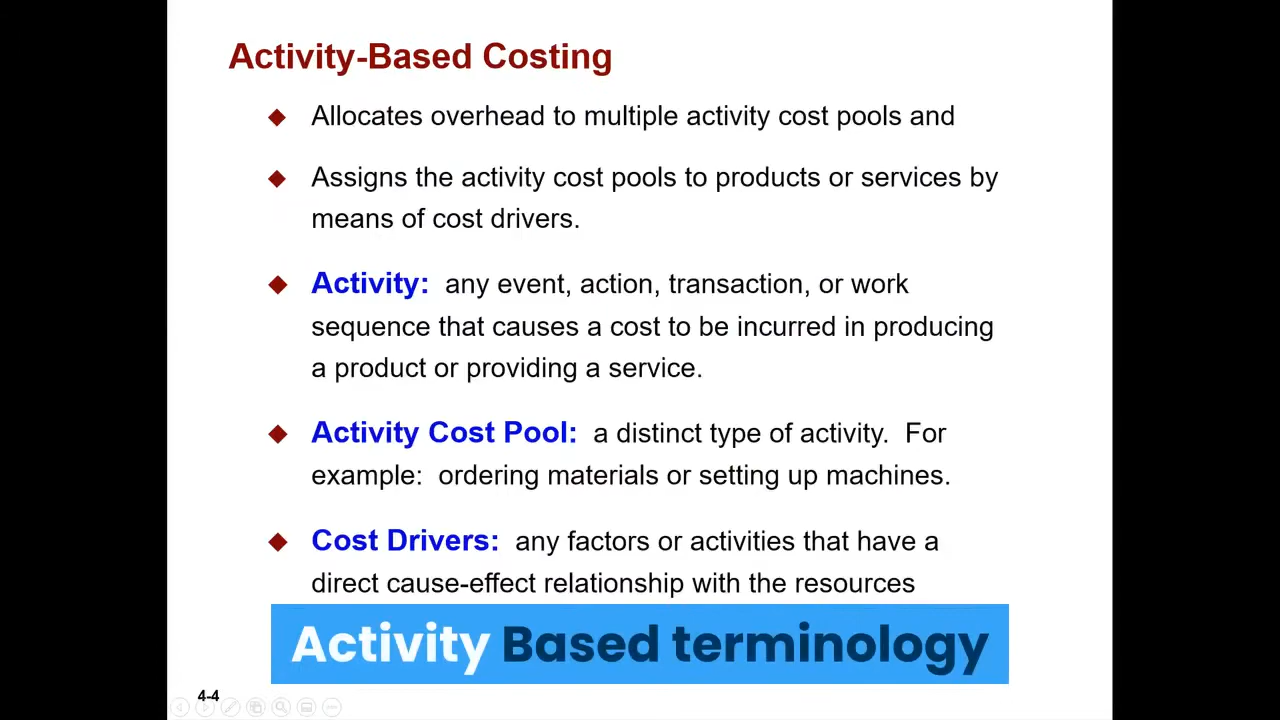 Activity-Based Costing
Allocates overhead to multiple activity cost pools and
Assigns the activity cost pools to products or services by
means of cost drivers.
Activity: any event, action, transaction, or work
sequence that causes a cost to be incurred in producing
a product or providing a service.
Activity Cost Pool: a distinct type of activity. For
example: ordering materials or setting up machines.
Cost Drivers: any factors or activities that have a
direct cause-effect relationship with the resources
Activity Based terminology
4-4